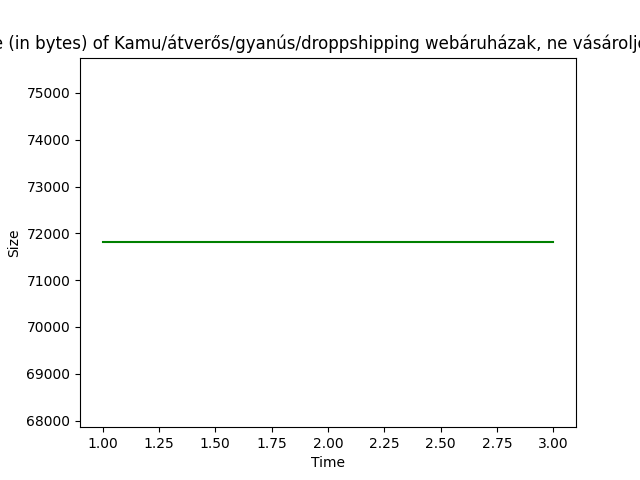 (in bytes) of Kamu/átverős/gyanús/droppshipping webáruházak, ne
75000
74000
73000
72000
71000
70000
69000
68000
Size
1.00 1.25 1.50 1.75 2.00 2.25 2.50 2.75 3.00
Time